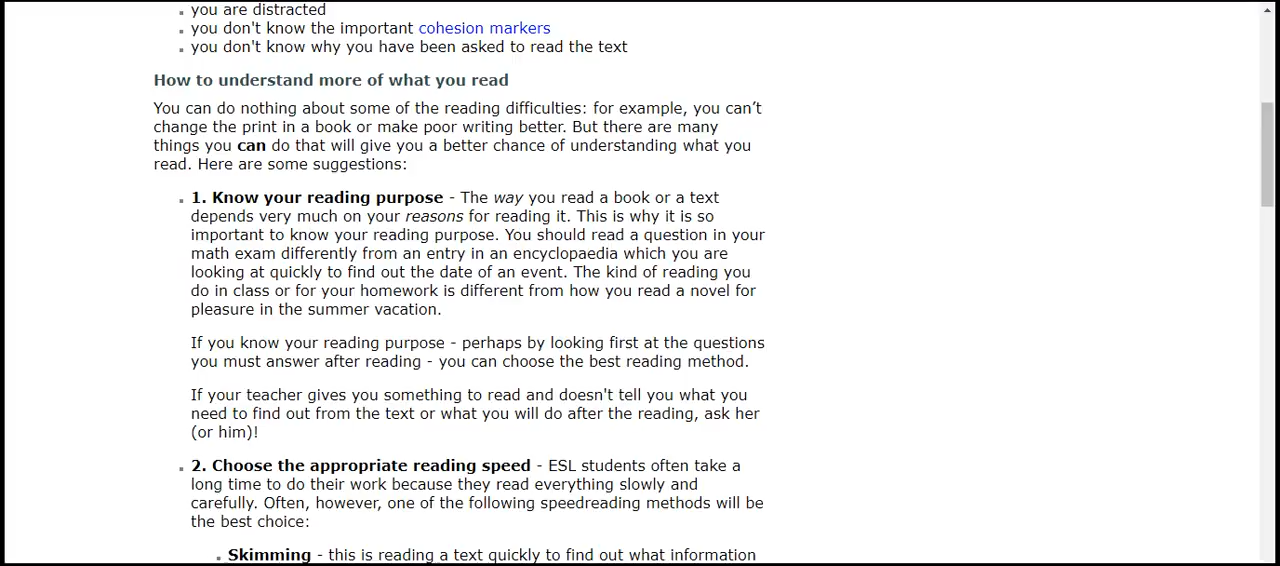 you are distracted
you don't know the important cohesion markers
you don't know why you have been asked to read the text
How to understand more of what you read
You can do nothing about some of the reading difficulties: for example, you can’t
change the print in a book or make poor writing better. But there are many
things you can do that will give you a better chance of understanding what you
read. Here are some suggestions:
1. Know your reading purpose - The way you read a book or a text
depends very much on your reasons for reading it. This is why it is so
important to know your reading purpose. You should read a question in your
math exam differently from an entry in an encyclopaedia which you are
looking at quickly to find out the date of an event. The kind of reading you
do in class or for your homework is different from how you read a novel for
pleasure in the summer vacation.
If you know your reading purpose - perhaps by looking first at the questions
you must answer after reading - you can choose the best reading method.
If your teacher gives you something to read and doesn't tell you what you
need to find out from the text or what you will do after the reading, ask her
(or him)!
2. Choose the appropriate reading speed - ESL students often take a
long time to do their work because they read everything slowly and
carefully. Often, however, one of the following speedreading methods will be
the best choice:
Skimming - this is reading a text quickly to find out what information